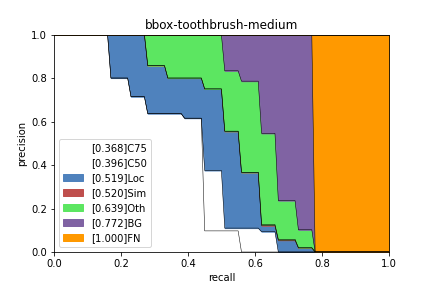 bbox-toothbrush-medium
1.0
0.8
0.6
0.4
0.2
0.0
precision
[0.368]C75
[0.396]C50
[0.519]Loc
[0.520]Sim
[0.639]Oth
[0.772]BG
[1.000]FN
0.0 0.2 0.4 0.6 0.8 1.0
recall